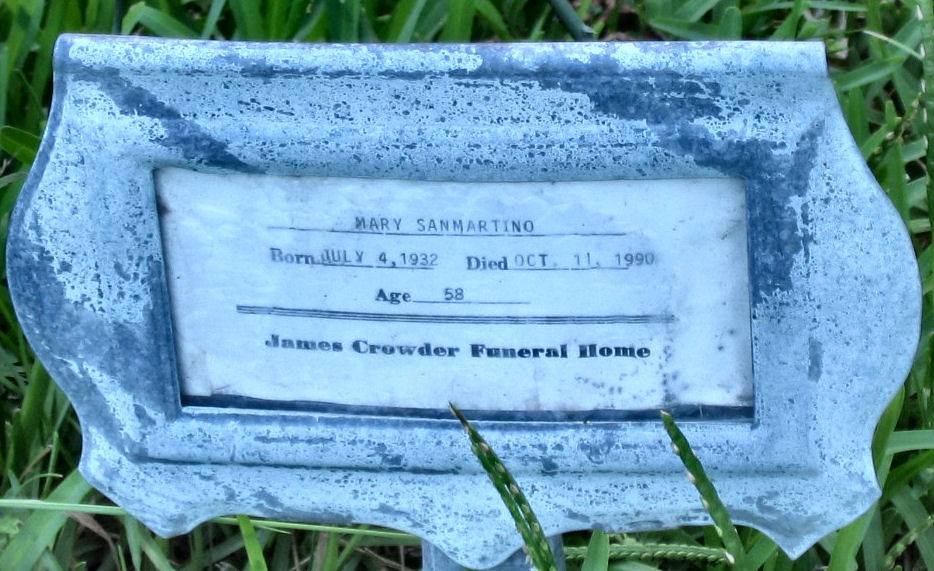 MARY SANMARTINO
Born JULY 4, 1932 Died OCT. 11, 1990
Age 58
James Crowder Funeral Home